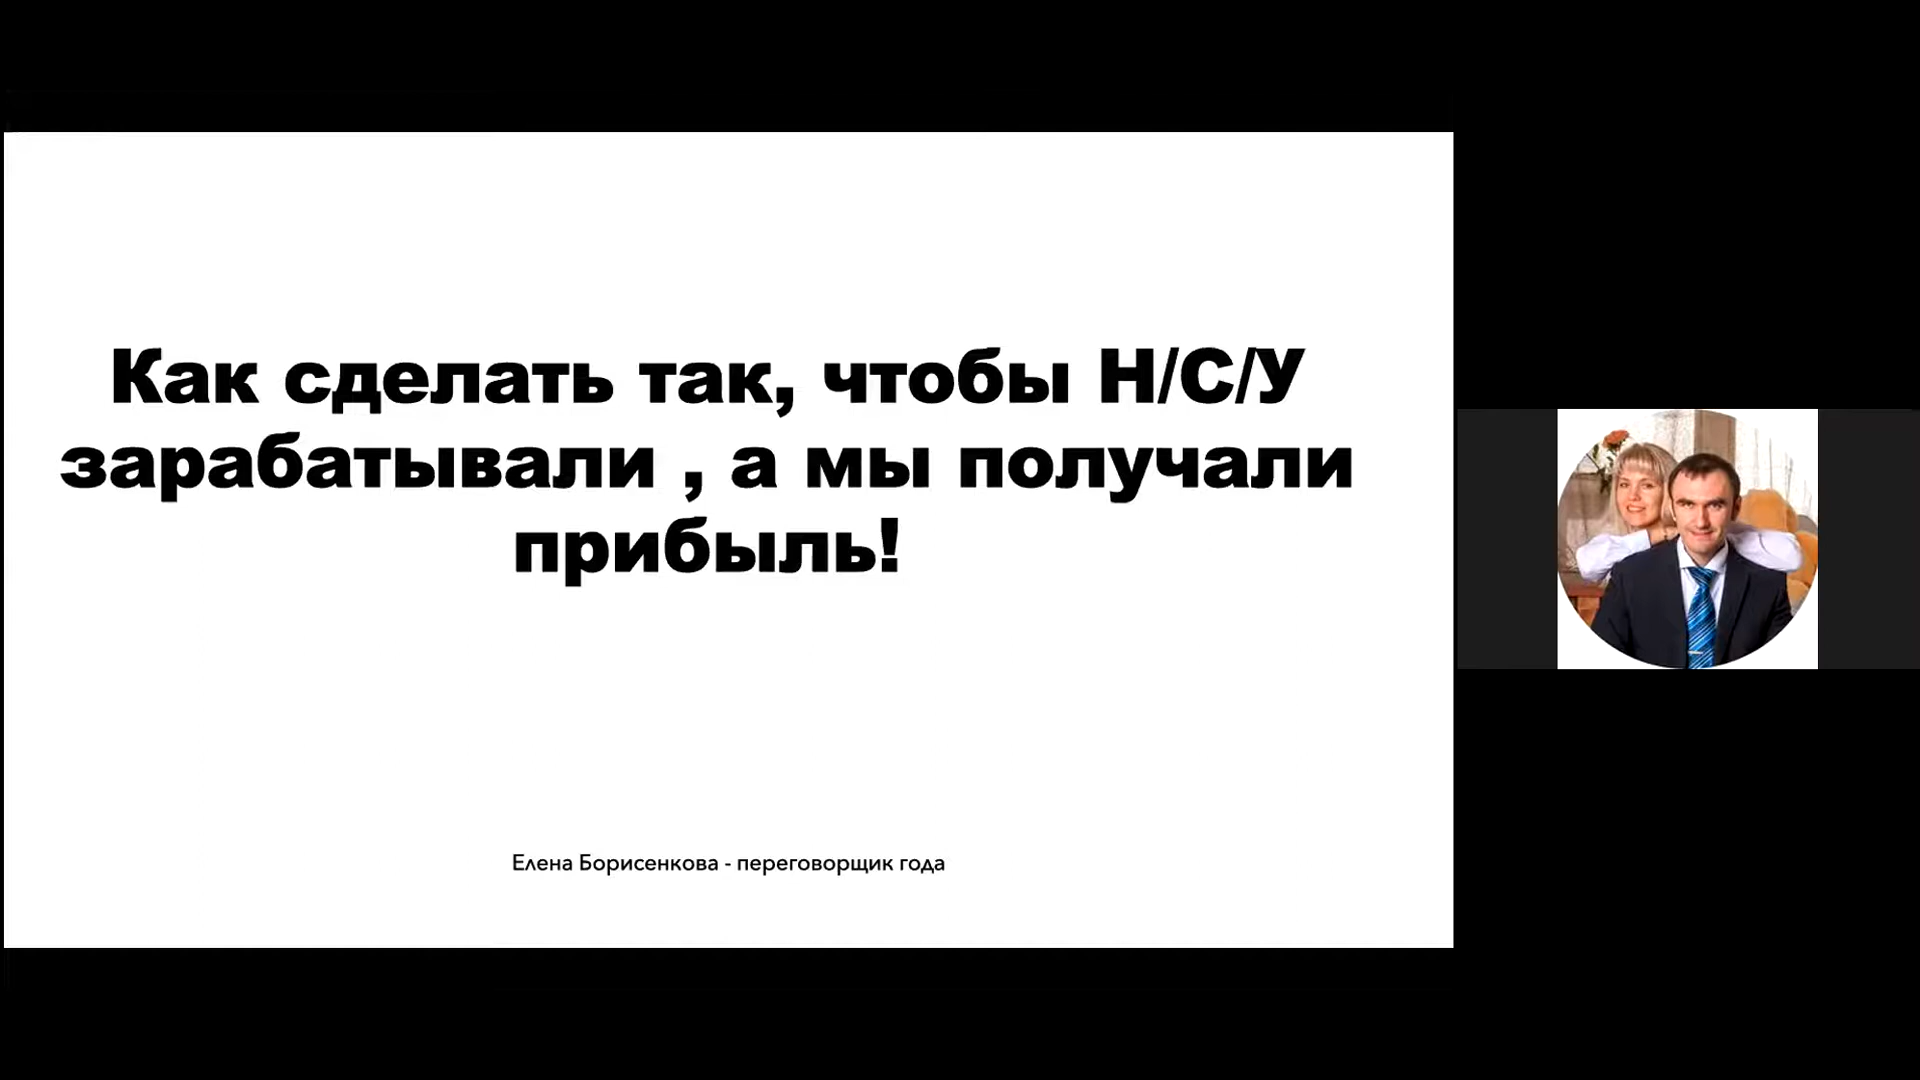 Как сделать так, чтобы Н/С/У
зарабатывали , а мы получали
прибыль!
Елена Борисенкова - переговорщик года